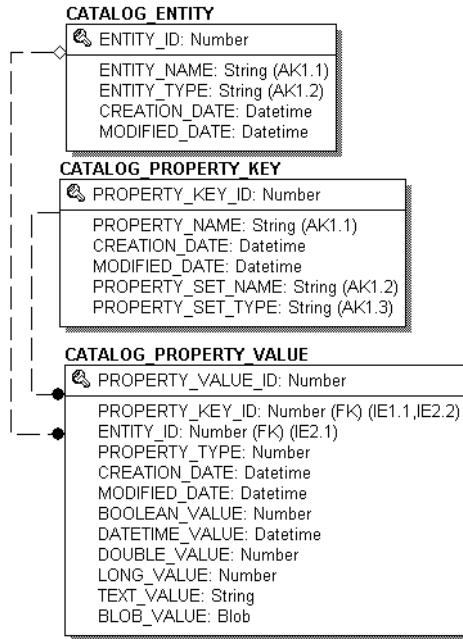 CATALOG_ENTITY
ENTITY_ID: Number
ENTITY_NAME: String (AK1.1)
ENTITY_TYPE: String (AK1.2)
CREATION_DATE: Datetime
MODIFIED_DATE: Datetime
CATALOG_PROPERTY_KEY
PROPERTY_KEY_ID: Number
PROPERTY_NAME: String (AK1.1)
CREATION_DATE: Datetime
MODIFIED_DATE: Datetime
PROPERTY_SET_NAME: String (AK1.2)
PROPERTY_SET_TYPE: String (AK1.3)
CATALOG_PROPERTY_VALUE
PROPERTY_VALUE_ID: Number
PROPERTY_KEY_ID: Number (FK) (IE1.1,IE2.2)
ENTITY_ID: Number (FK) (IE2.1)
PROPERTY_TYPE: Number
CREATION_DATE: Datetime
MODIFIED_DATE: Datetime
BOOLEAN_VALUE: Number
DATETIME_VALUE: Datetime
DOUBLE_VALUE: Number
LONG_VALUE: Number
TEXT_VALUE: String
BLOB_VALUE: Blob